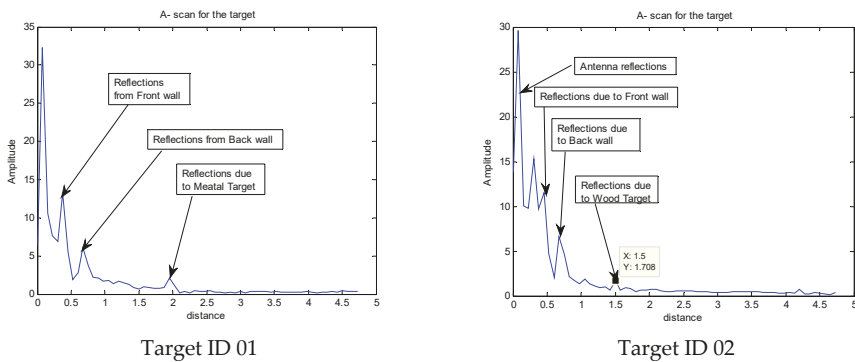 A- scan for the target
35
30
25
20
15
10
5
0
Amplitude
Reflections
from Front wall
Reflections from Back wall
Reflections due
to Meatal Target
0 0.5 1 1.5 2 2.5 3 3.5 4 4.5 5
distance
Target ID 01
A- scan for the target
30
25
20
15
10
5
0
Amplitude
Antenna reflections
Reflections due to Front wall
Reflections due
to Back wall
Reflections due
to Wood Target
X: 1.5
Y: 1.708
0 0.5 1 1.5 2 2.5 3 3.5 4 4.5 5
distance
Target ID 02